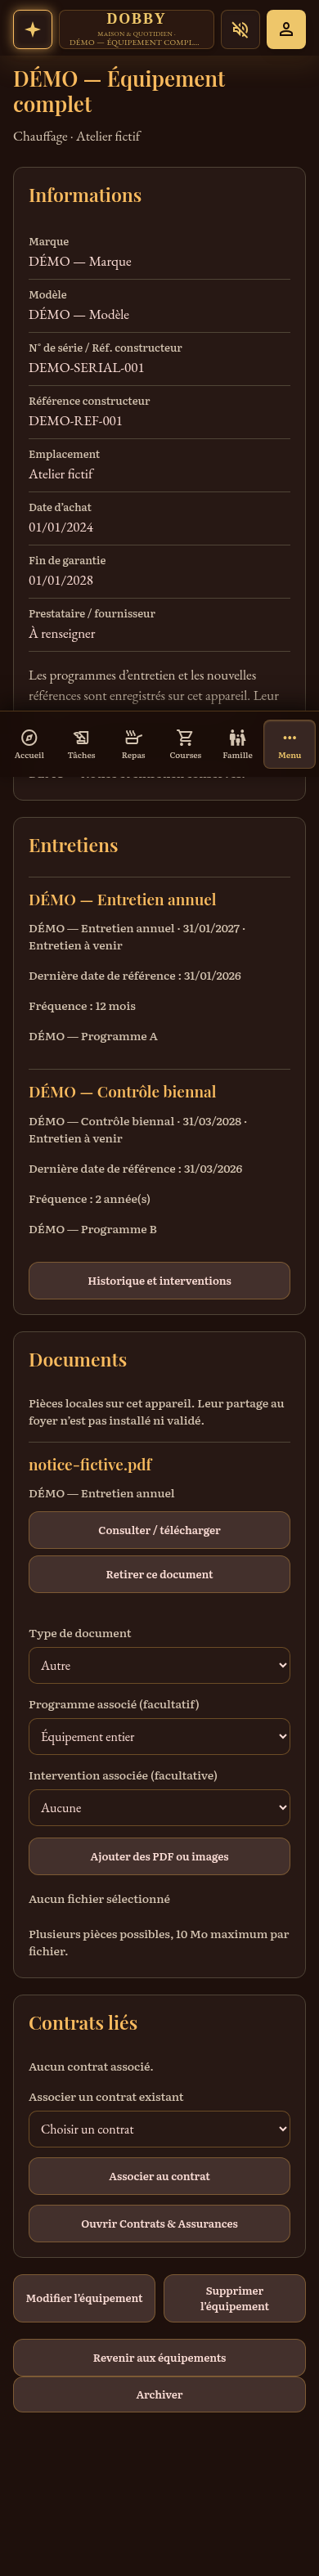 DOBBY
MAISON & QUOTIDIEN ·
DÉMO — ÉQUIPEMENT COMPL…
DÉMO — Équipement
complet
Chauffage · Atelier fictif
Informations
Marque
DÉMO — Marque
Modèle
DÉMO — Modèle
N° de série / Réf. constructeur
DEMO-SERIAL-001
Référence constructeur
DEMO-REF-001
Emplacement
Atelier fictif
Date d'achat
01/01/2024
Fin de garantie
01/01/2028
Prestataire / fournisseur
À renseigner
Les programmes d'entretien et les nouvelles
références sont enregistrés sur cet appareil. Leur
Accueil
Tâches
Repas
Courses
Famille
Menu
Entretiens
DÉMO — Entretien annuel
DÉMO — Entretien annuel · 31/01/2027 ·
Entretien à venir
Dernière date de référence : 31/01/2026
Fréquence : 12 mois
DÉMO — Programme A
DÉMO — Contrôle biennal
DÉMO — Contrôle biennal · 31/03/2028 ·
Entretien à venir
Dernière date de référence : 31/03/2026
Fréquence : 2 année(s)
DÉMO — Programme B
Historique et interventions
Documents
Pièces locales sur cet appareil. Leur partage au
foyer n'est pas installé ni validé.
notice-fictive.pdf
DÉMO — Entretien annuel
Consulter / télécharger
Retirer ce document
Type de document
Autre
Programme associé (facultatif)
Équipement entier
Intervention associée (facultative)
Aucune
Ajouter des PDF ou images
Aucun fichier sélectionné
Plusieurs pièces possibles, 10 Mo maximum par
fichier.
Contrats liés
Aucun contrat associé.
Associer un contrat existant
Choisir un contrat
Associer au contrat
Ouvrir Contrats & Assurances
Modifier l'équipement
Supprimer
l'équipement
Revenir aux équipements
Archiver